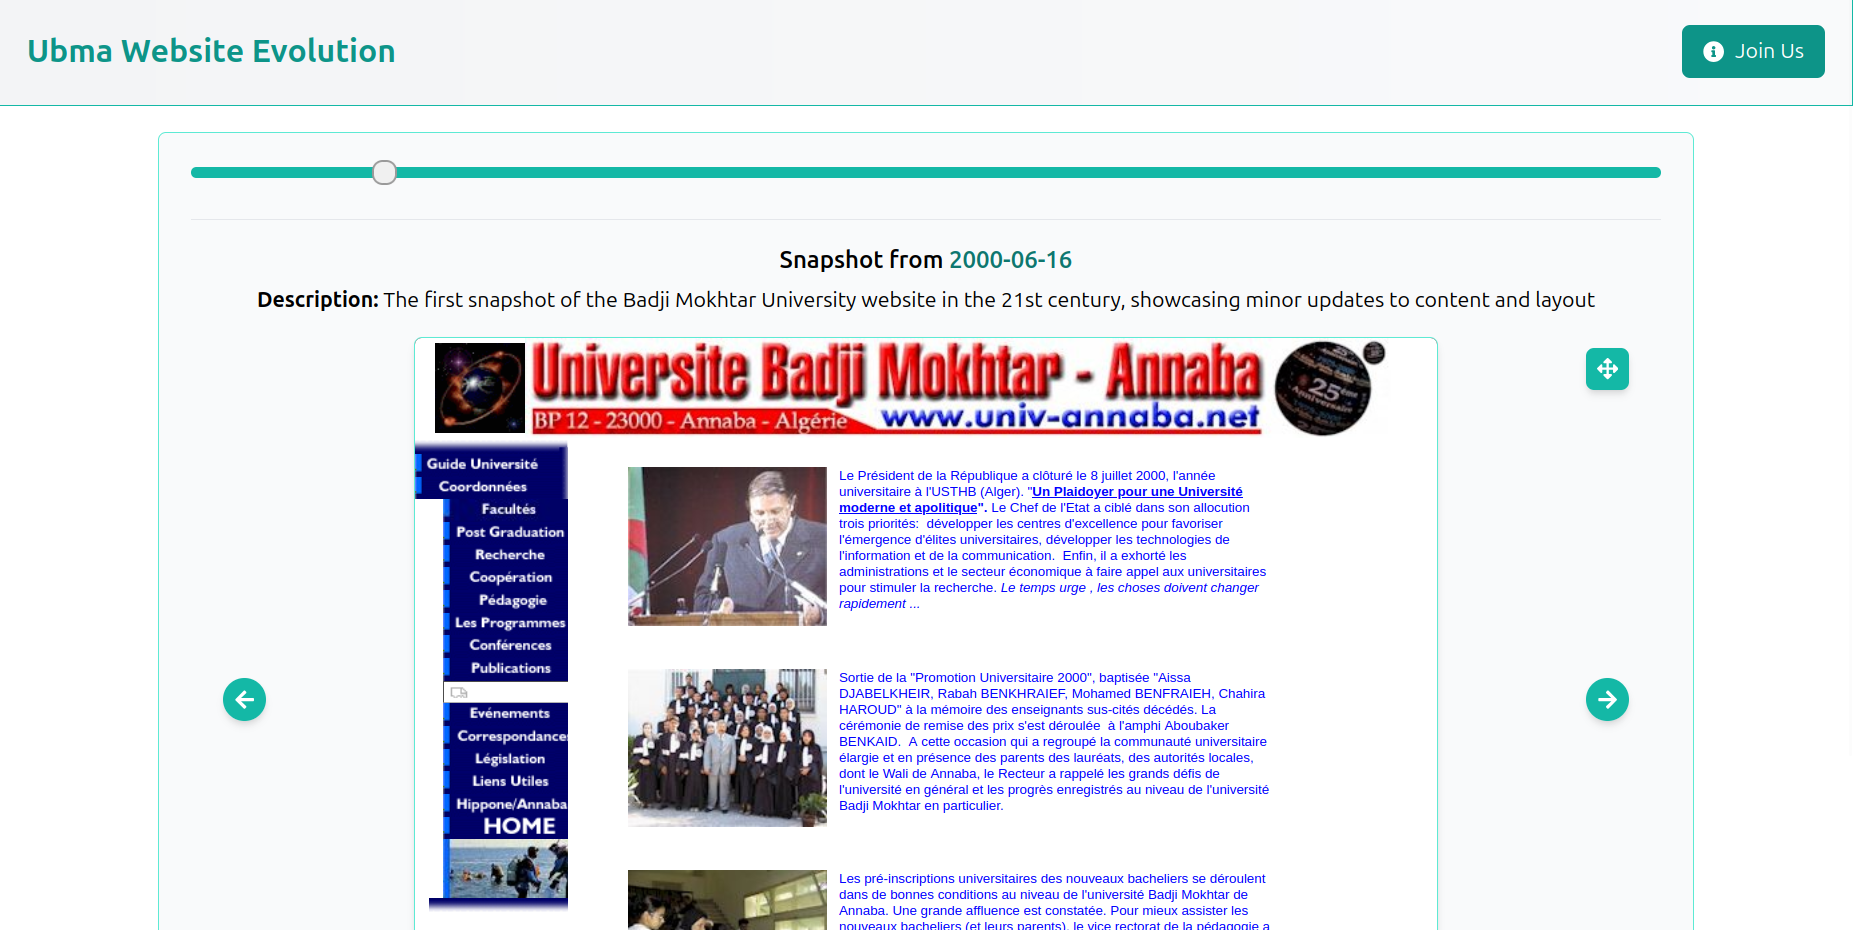 Ubma Website Evolution
Join Us
Snapshot from 2000-06-16
Description: The first snapshot of the Badji Mokhtar University website in the 21st century, showcasing minor updates to content and layout
Universite Badji Mokhtar - Annaba
BP 12 - 23000 - Annaba - Algérie
www.univ-annaba.net
25ème
Anniversaire
Guide Université
Coordonnées
Facultés
Post Graduation
Recherche
Coopération
Pédagogie
Les Programmes
Conférences
Publications
Evénements
Correspondances
Législation
Liens Utiles
Hippone/Annaba
HOME
Le Président de la République a clôturé le 8 juillet 2000, l'année
universitaire à l'USTHB (Alger). "Un Plaidoyer pour une Université
moderne et apolitique". Le Chef de l'Etat a ciblé dans son allocution
trois priorités:  développer les centres d'excellence pour favoriser
l'émergence d'élites universitaires, développer les technologies de
l'information et de la communication.  Enfin, il a exhorté les
administrations et le secteur économique à faire appel aux universitaires
pour stimuler la recherche. Le temps urge , les choses doivent changer
rapidement ...
Sortie de la "Promotion Universitaire 2000", baptisée "Aissa
DJABELKHEIR, Rabah BENKHRAIEF, Mohamed BENFRAIEH, Chahira
HAROUD" à la mémoire des enseignants sus-cités décédés. La
cérémonie de remise des prix s'est déroulée  à l'amphi Aboubaker
BENKAID.  A cette occasion qui a regroupé la communauté universitaire
élargie et en présence des parents des lauréats, des autorités locales,
dont le Wali de Annaba, le Recteur a rappelé les grands défis de
l'université en général et les progrès enregistrés au niveau de l'université
Badji Mokhtar en particulier.
Les pré-inscriptions universitaires des nouveaux bacheliers se déroulent
dans de bonnes conditions au niveau de l'université Badji Mokhtar de
Annaba. Une grande affluence est constatée. Pour mieux assister les
nouveaux bacheliers (et leurs parents), le vice rectorat de la pédagogie a